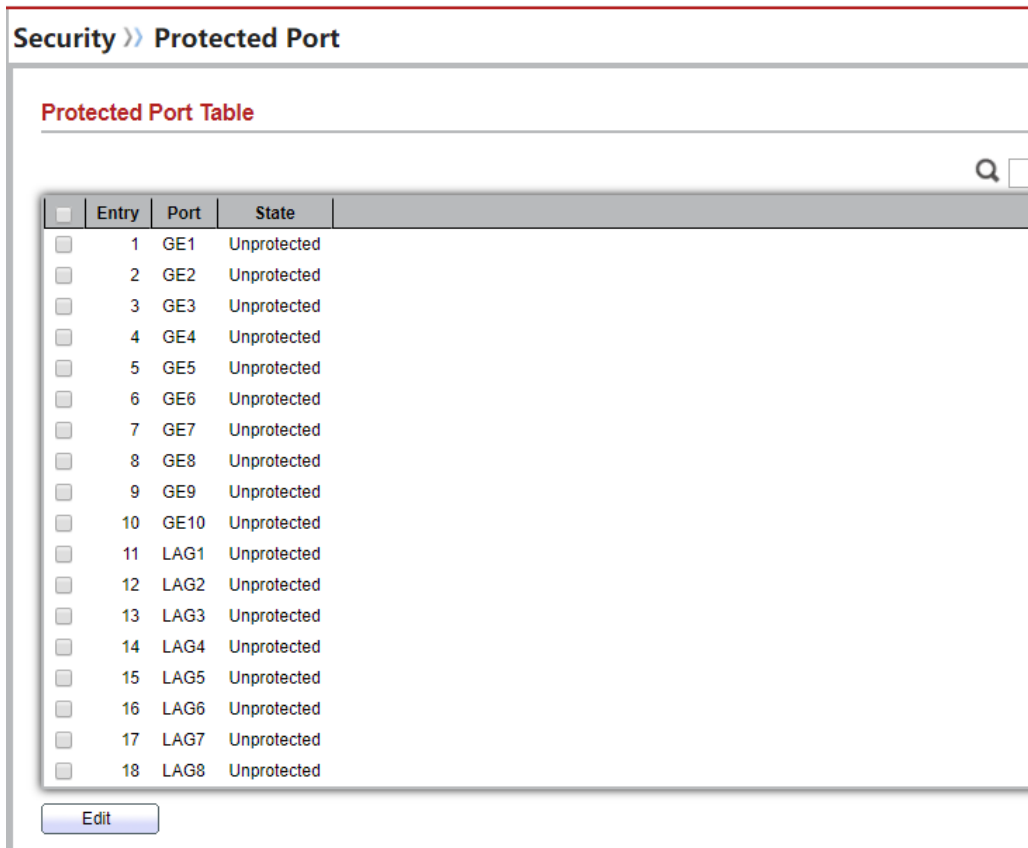 Security » Protected Port
Protected Port Table
Entry Port State
1 GE1 Unprotected
2 GE2 Unprotected
3 GE3 Unprotected
4 GE4 Unprotected
5 GE5 Unprotected
6 GE6 Unprotected
7 GE7 Unprotected
8 GE8 Unprotected
9 GE9 Unprotected
10 GE10 Unprotected
11 LAG1 Unprotected
12 LAG2 Unprotected
13 LAG3 Unprotected
14 LAG4 Unprotected
15 LAG5 Unprotected
16 LAG6 Unprotected
17 LAG7 Unprotected
18 LAG8 Unprotected
Edit